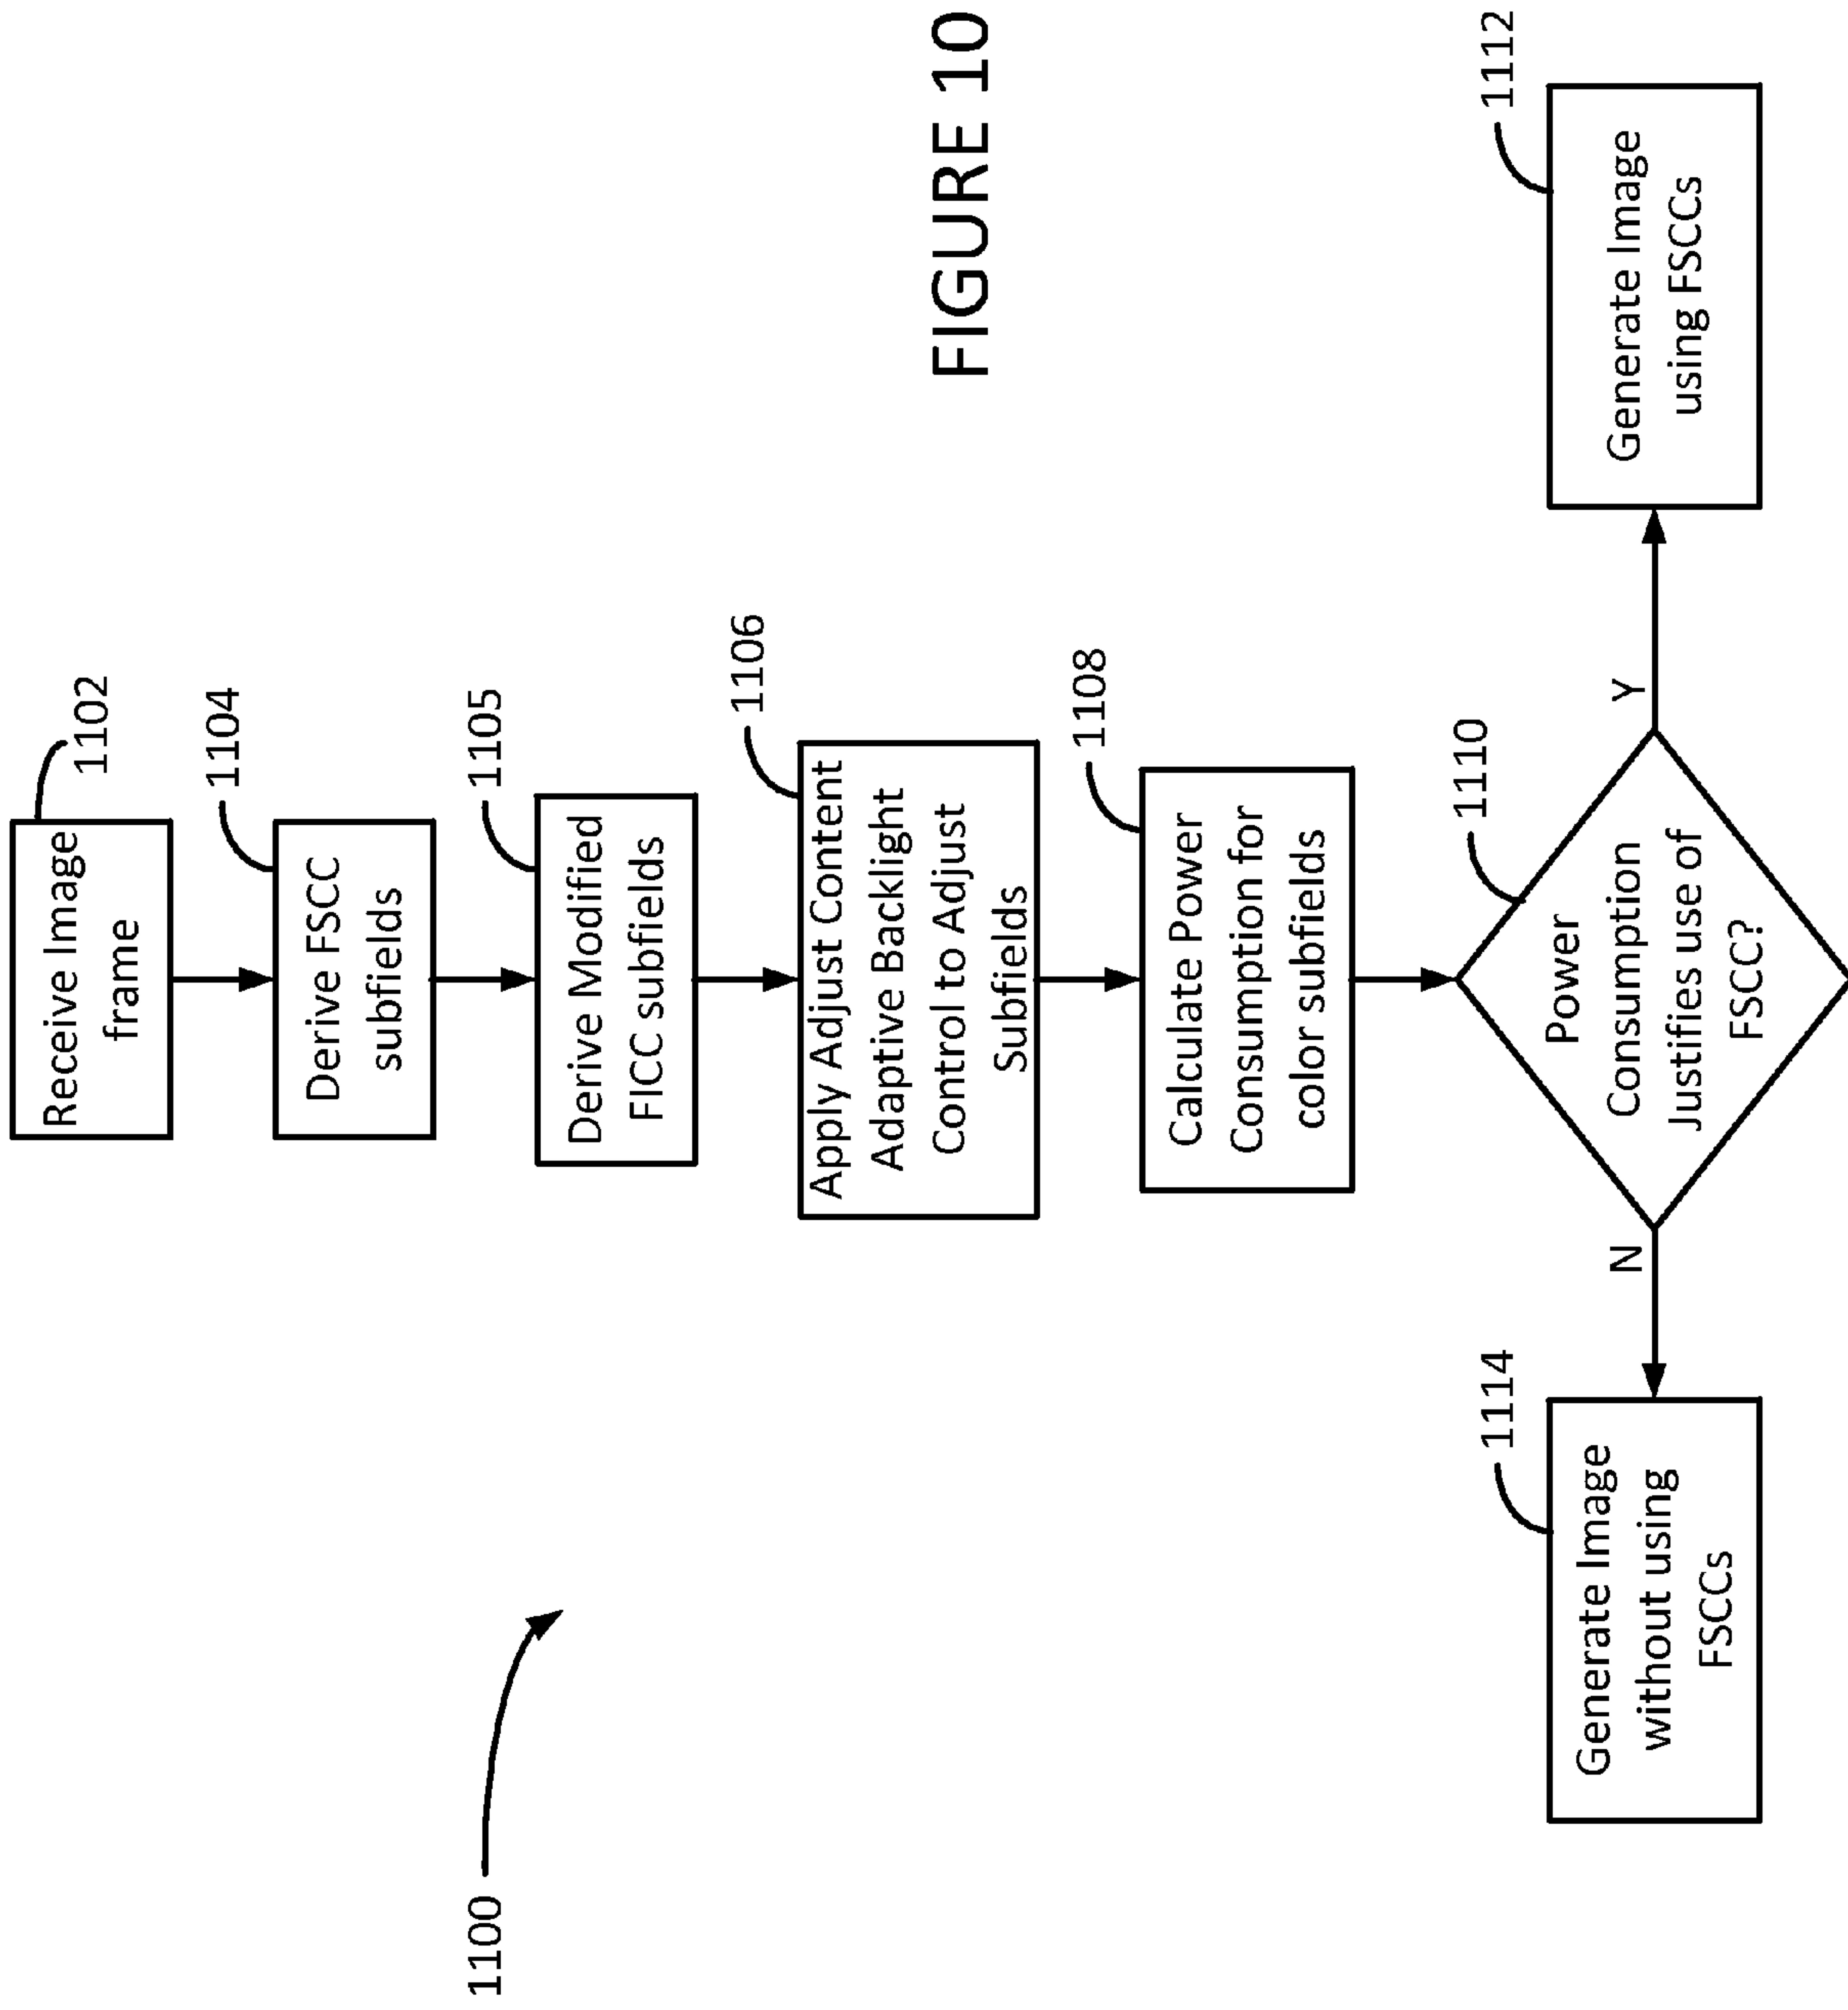 1100
Receive Image
frame
1102
Derive FSCC
subfields
1104
Derive Modified
FICC subfields
1105
Apply Adjust Content
Adaptive Backlight
Control to Adjust
Subfields
1106
Calculate Power
Consumption for
color subfields
1108
Power
Consumption
Justifies use of
FSCC?
1110
N
Y
Generate Image
without using
FSCCs
1114
Generate Image
using FSCCs
1112
FIGURE 10